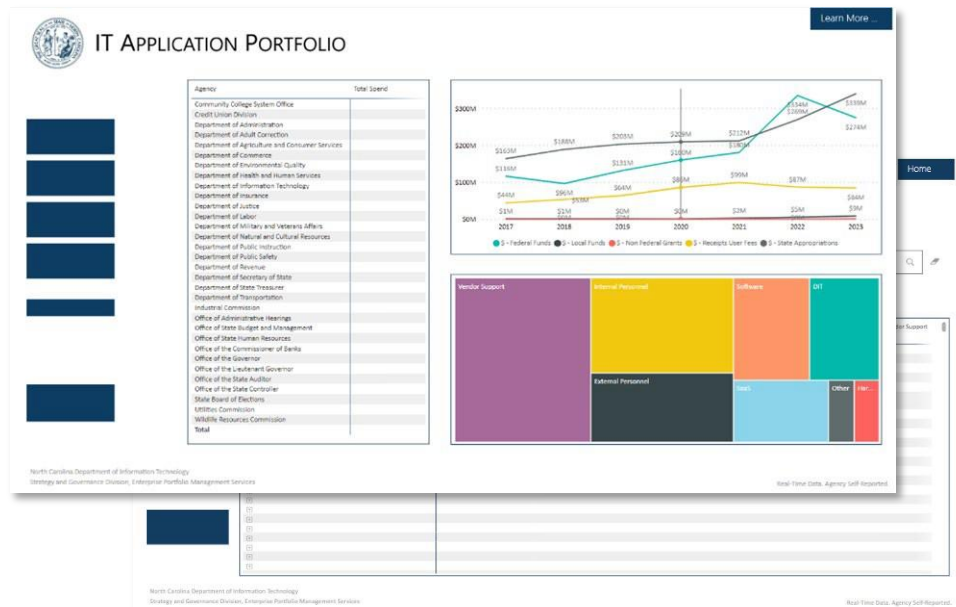 Learn More ...
IT APPLICATION PORTFOLIO
Agency Total Spend
Community College System Office
Credit Union Division
Department of Administration
Department of Adult Correction
Department of Agriculture and Consumer Services
Department of Commerce
Department of Environmental Quality
Department of Health and Human Services
Department of Information Technology
Department of Insurance
Department of Justice
Department of Labor
Department of Military and Veterans Affairs
Department of Natural and Cultural Resources
Department of Public Instruction
Department of Public Safety
Department of Revenue
Department of Secretary of State
Department of State Treasurer
Department of Transportation
Industrial Commission
Office of Administrative Hearings
Office of State Budget and Management
Office of State Human Resources
Office of the Commissioner of Banks
Office of the Governor
Office of the Lieutenant Governor
Office of the State Auditor
Office of the State Controller
State Board of Elections
Utilities Commission
Wildlife Resources Commission
Total
$300M
$200M
$100M
$0M
$163M $188M $203M $209M $212M $334M $339M
$131M $160M $180M $269M $274M
$44M $96M $64M $86M $99M $87M $84M
$1M $1M $0M $0M $5M $9M
2017 2018 2019 2020 2021 2022 2023
$ - Federal Funds $ - Local Funds $ - Non Federal Grants $ - Receipts User Fees $ - State Appropriations
Vendor Support Internal Personnel Software DIT
External Personnel SaaS Other Har...
Home
Support
North Carolina Department of Information Technology
Strategy and Governance Division, Enterprise Portfolio Management Services
Real-Time Data. Agency Self-Reported.
North Carolina Department of Information Technology
Strategy and Governance Division, Enterprise Portfolio Management Services
Real-Time Data. Agency Self-Reported.